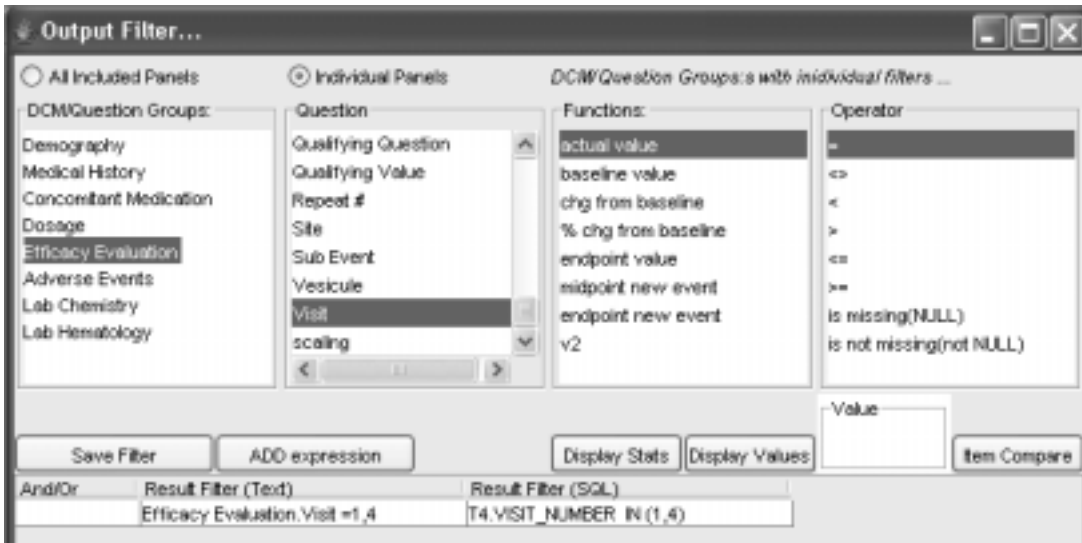 Output Filter...
All Included Panels
Individual Panels
DCM/Question Groups:s with inidividual filters ...
DCM/Question Groups:
Demography
Medical History
Concomitant Medication
Dosage
Efficacy Evaluation
Adverse Events
Lab Chemistry
Lab Hematology
Question
Qualifying Question
Qualifying Value
Repeat #
Site
Sub Event
Vesicule
Visit
scaling
Functions:
actual value
baseline value
chg from baseline
% chg from baseline
endpoint value
midpoint new event
endpoint new event
v2
Operator
=
<>
<
>
<=
>=
is missing(NULL)
is not missing(not NULL)
Value
Save Filter
ADD expression
Display Stats
Display Values
Item Compare
And/Or
Result Filter (Text)
Result Filter (SQL)
Efficacy Evaluation.Visit =1,4
T4.VISIT_NUMBER IN (1,4)